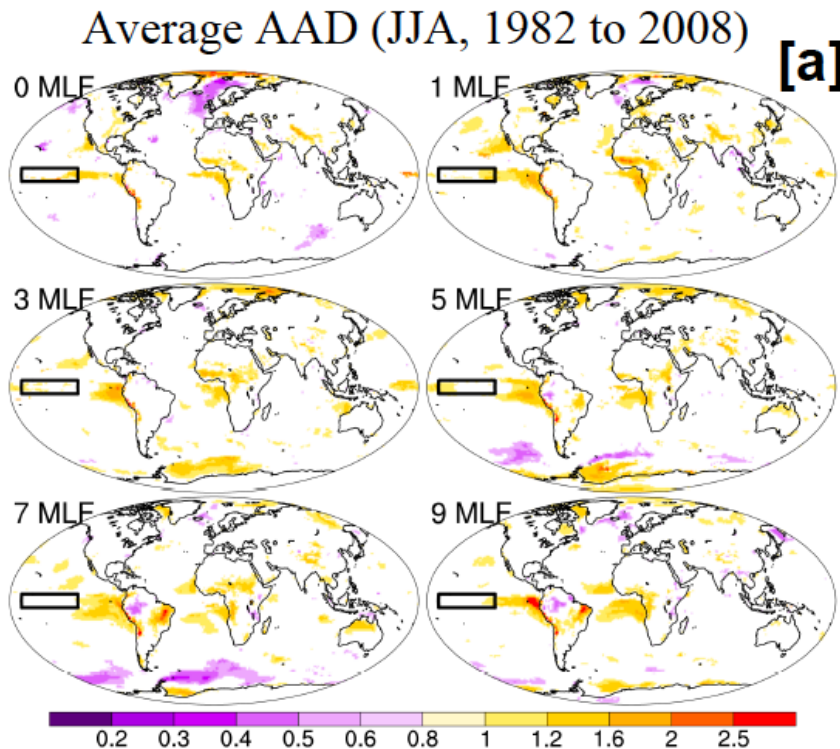 Average AAD (JJA, 1982 to 2008)
[a]
0 MLF
1 MLF
3 MLF
5 MLF
7 MLF
9 MLF
0.2 0.3 0.4 0.5 0.6 0.8 1 1.2 1.6 2 2.5